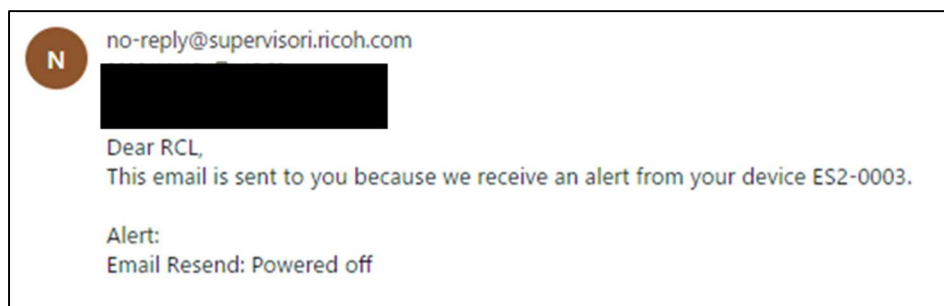 N
no-reply@supervisori.ricoh.com
Dear RCL,
This email is sent to you because we receive an alert from your device ES2-0003.
Alert:
Email Resend: Powered off